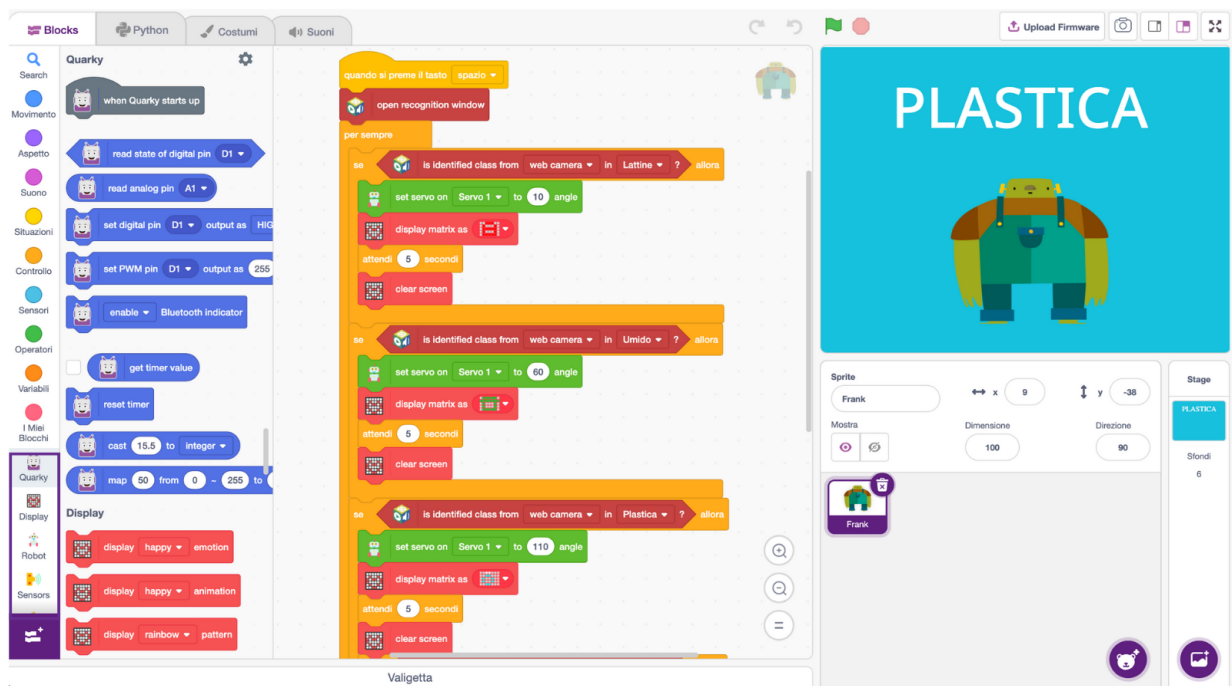 Blocks
Python
Costumi
Suoni
Upload Firmware
Search
Movimento
Aspetto
Suono
Situazioni
Controllo
Sensori
Operatori
Variabili
I Miei
Blocchi
Quarky
Display
Robot
Sensors
Quarky
when Quarky starts up
read state of digital pin D1
read analog pin A1
set digital pin D1 output as HIG
set PWM pin D1 output as 255
enable Bluetooth indicator
get timer value
reset timer
cast 15.5 to integer
map 50 from 0 ~ 255 to
Display
display happy emotion
display happy animation
display rainbow pattern
quando si preme il tasto spazio
open recognition window
per sempre
se is identified class from web camera in Lattine ? allora
set servo on Servo 1 to 10 angle
display matrix as
attendi 5 secondi
clear screen
se is identified class from web camera in Umido ? allora
set servo on Servo 1 to 60 angle
display matrix as
attendi 5 secondi
clear screen
se is identified class from web camera in Plastica ? allora
set servo on Servo 1 to 110 angle
display matrix as
attendi 5 secondi
clear screen
Valigetta
PLASTICA
Sprite
Frank
x 9
y -38
Mostra
Dimensione
100
Direzione
90
Frank
Stage
PLASTICA
Sfondi
6